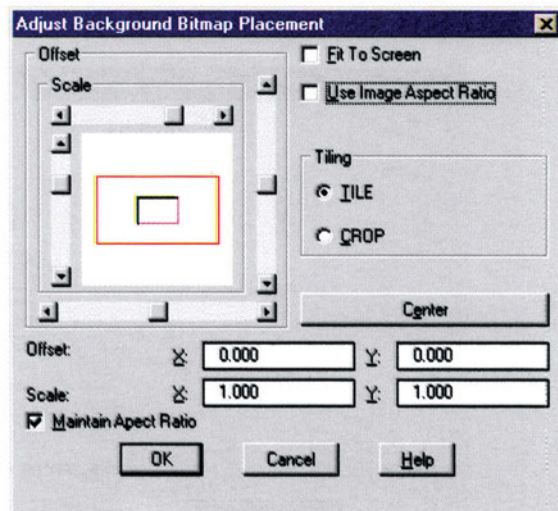 Adjust Background Bitmap Placement
Offset
Scale
Fit To Screen
Use Image Aspect Ratio
Tiling
TILE
CROP
Center
Offset: X: 0.000 Y: 0.000
Scale: X: 1.000 Y: 1.000
Maintain Apect Ratio
OK Cancel Help